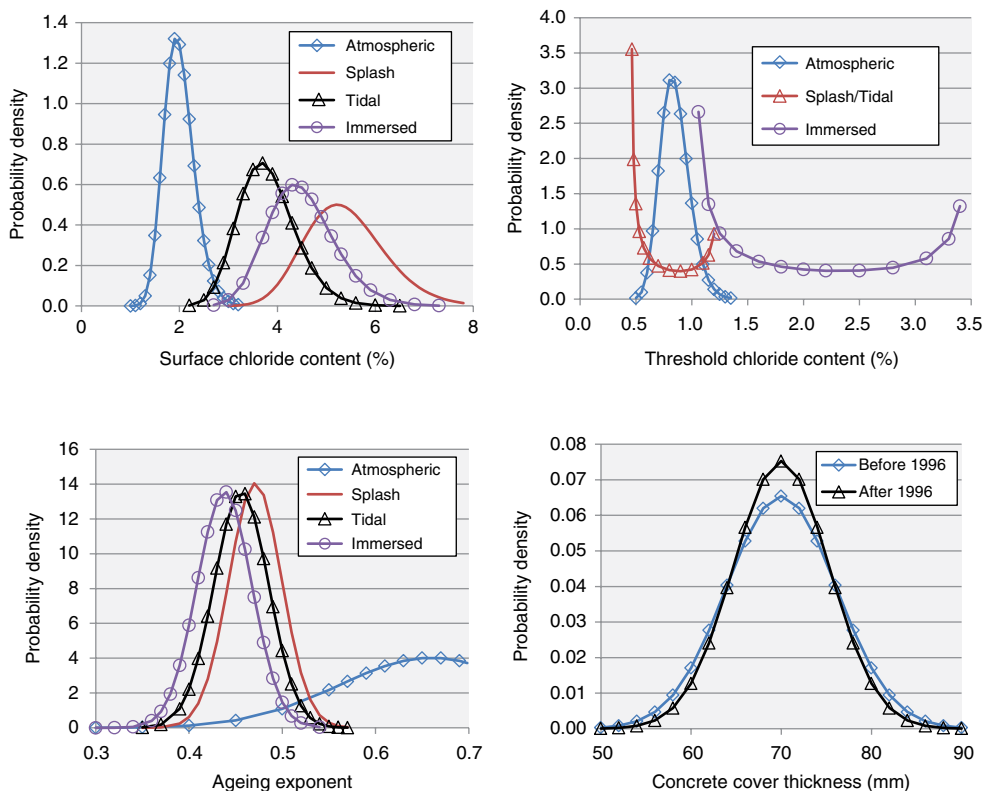 1.4
1.2
1.0
0.8
0.6
0.4
0.2
0.0
0
2
4
6
8
Probability density
Surface chloride content (%)
Atmospheric
Splash
Tidal
Immersed
4.0
3.5
3.0
2.5
2.0
1.5
1.0
0.5
0.0
0.0
0.5
1.0
1.5
2.0
2.5
3.0
3.5
Probability density
Threshold chloride content (%)
Atmospheric
Splash/Tidal
Immersed
16
14
12
10
8
6
4
2
0
0.3
0.4
0.5
0.6
0.7
Probability density
Ageing exponent
Atmospheric
Splash
Tidal
Immersed
0.08
0.07
0.06
0.05
0.04
0.03
0.02
0.01
0.00
50
60
70
80
90
Probability density
Concrete cover thickness (mm)
Before 1996
After 1996